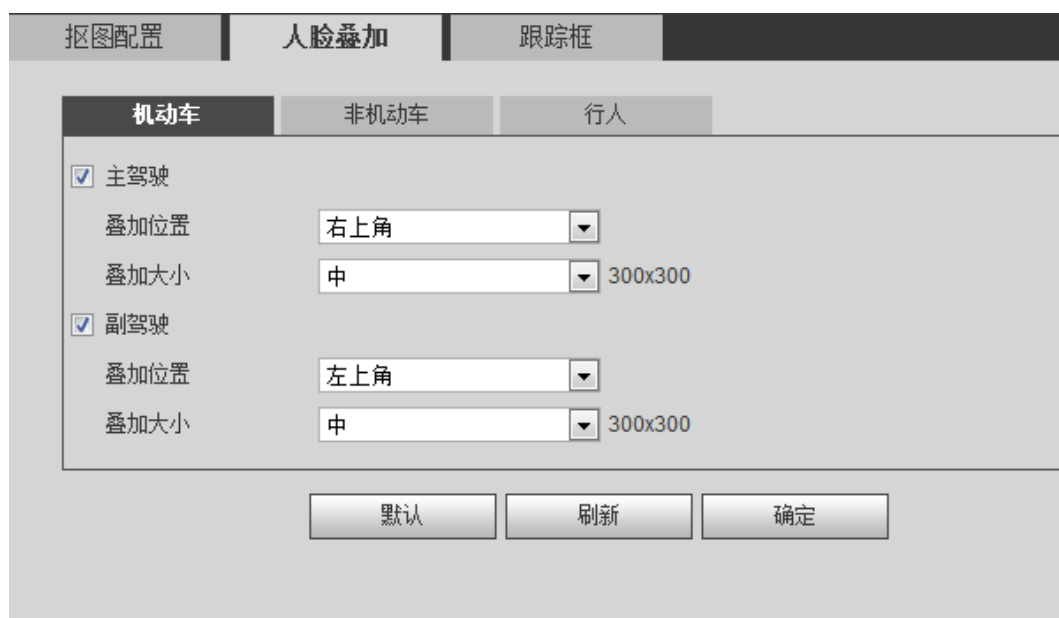 抠图配置 人脸叠加 跟踪框
机动车 非机动车 行人
主驾驶
叠加位置 右上角
叠加大小 中 300x300
副驾驶
叠加位置 左上角
叠加大小 中 300x300
默认 刷新 确定